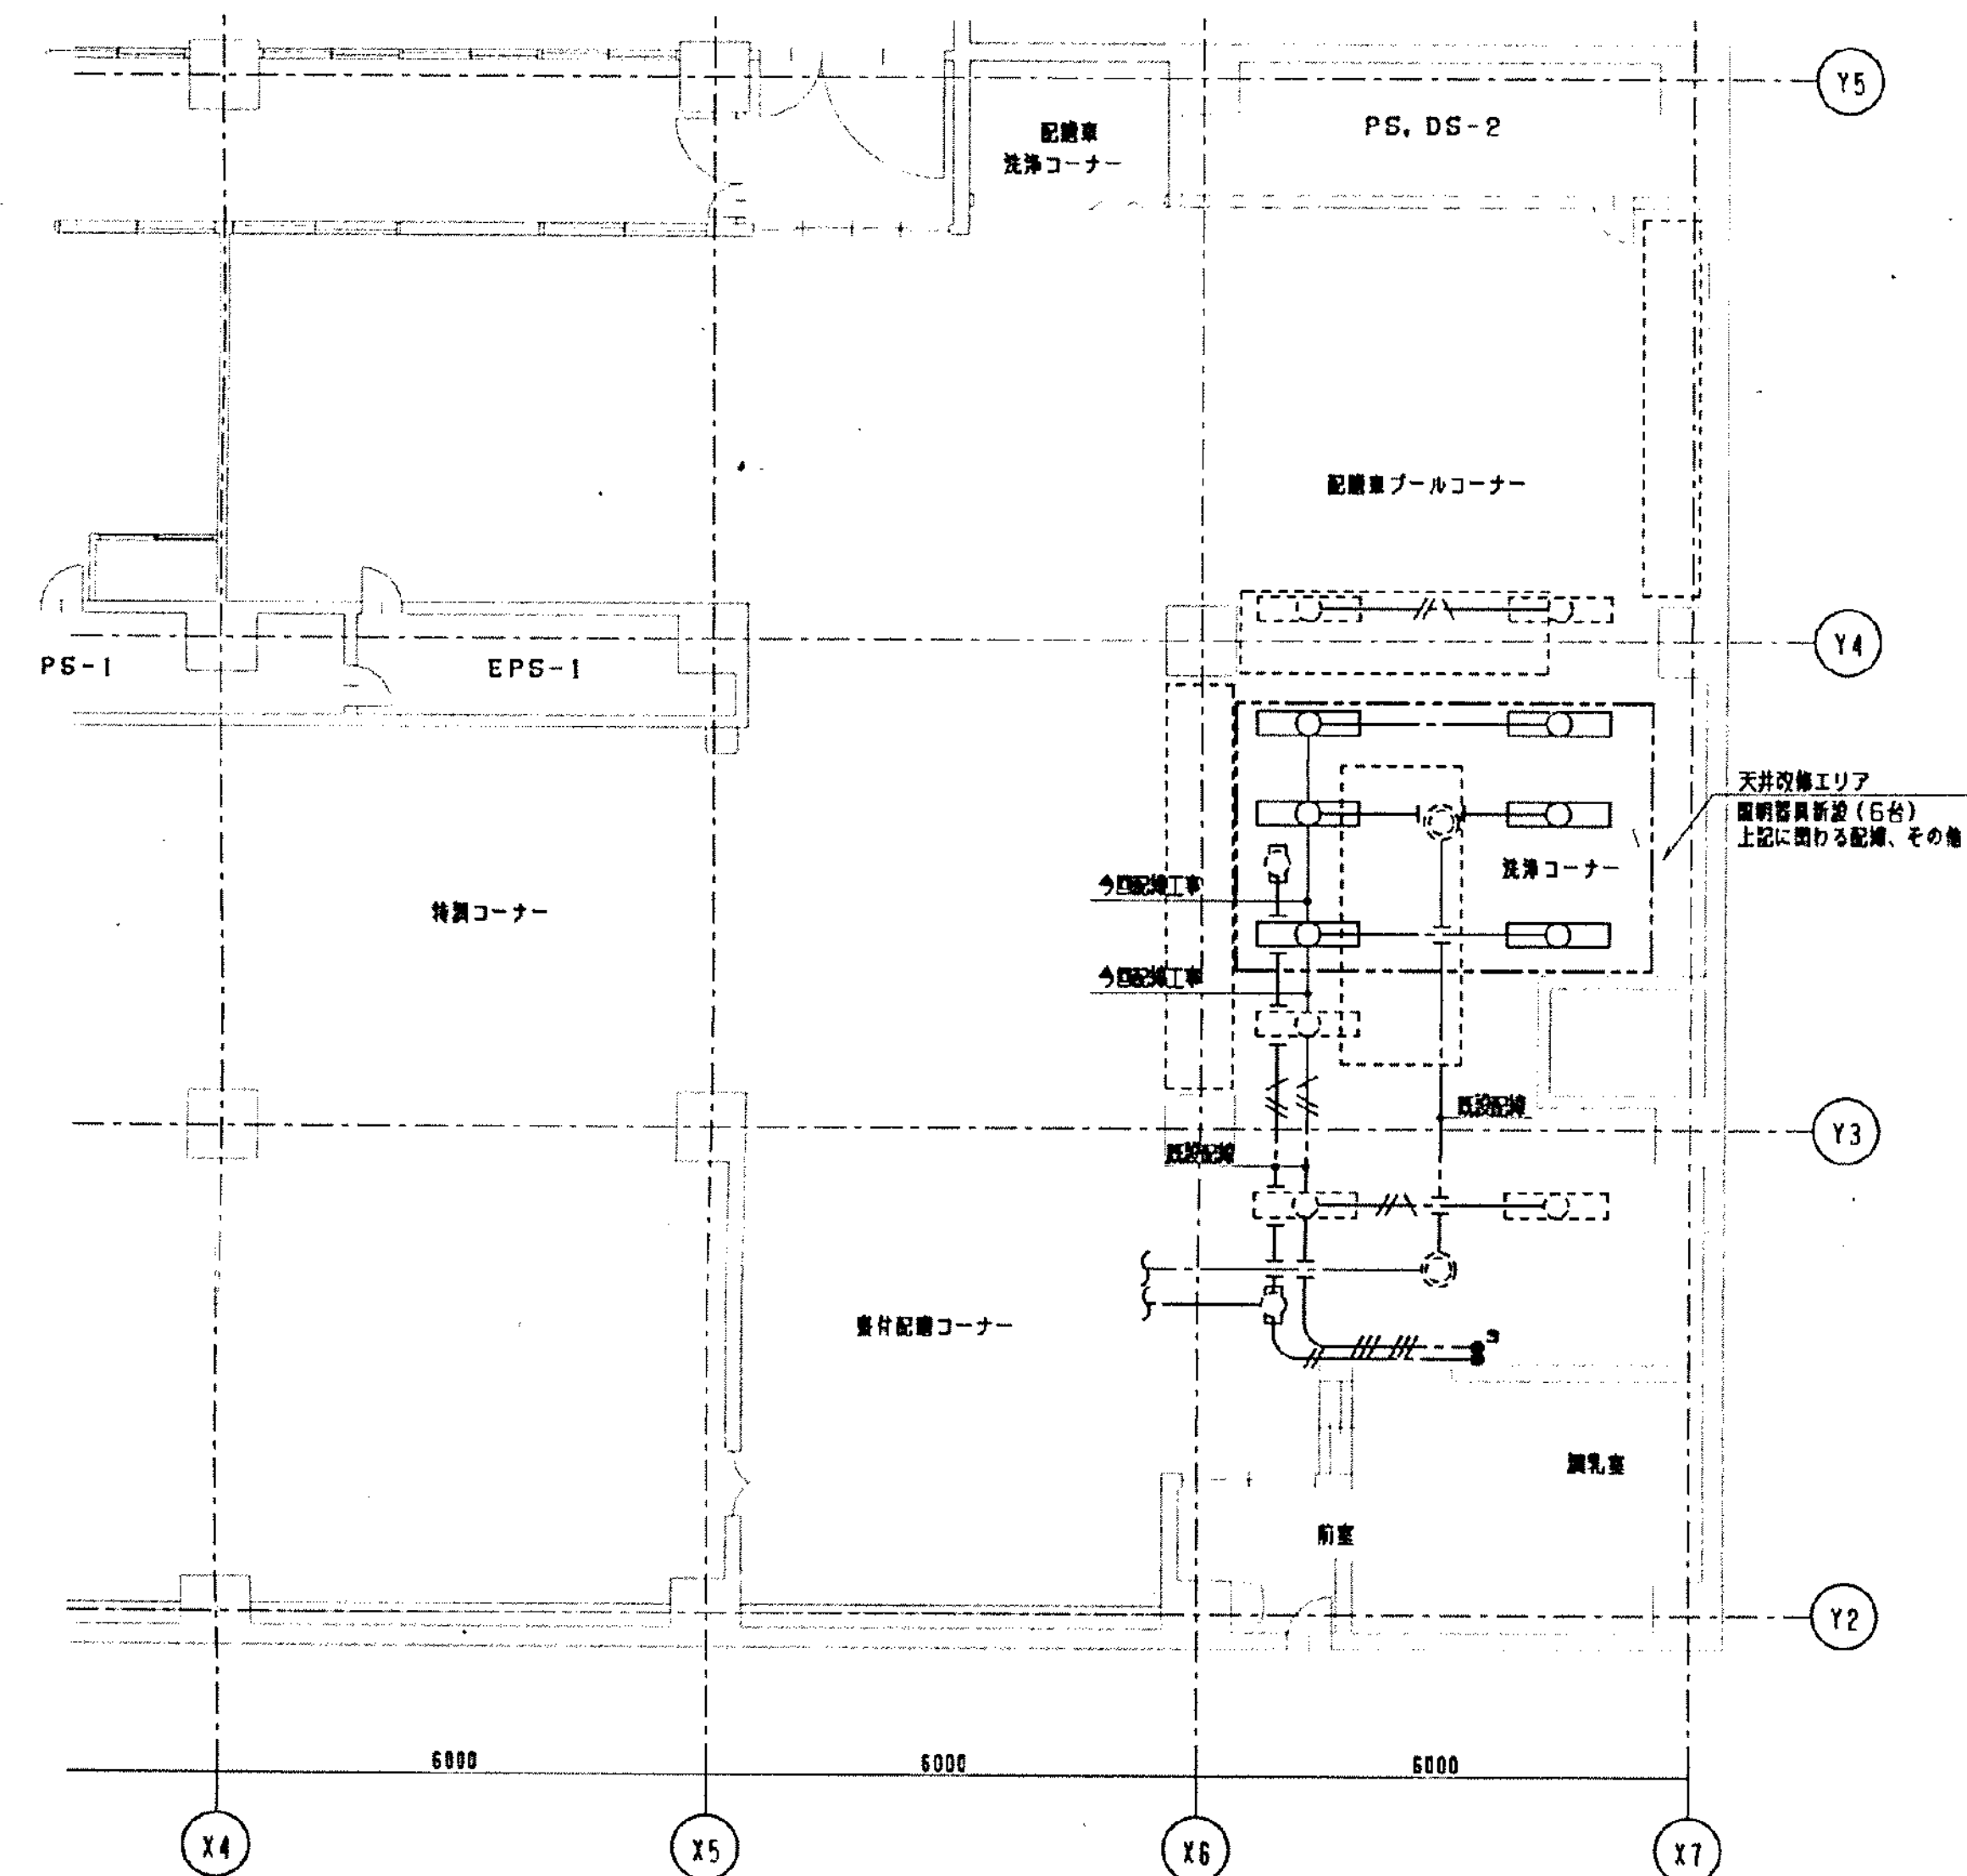 Y5
配膳車
洗浄コーナー
PS, DS-2
配膳車プールコーナー
PS-1
EPS-1
Y4
天井改修エリア
照明器具新設(6台)
上記に関わる配線、その他
洗浄コーナー
今回配線工事
特調コーナー
今回配線工事
既設配線
Y3
既設配線
盛付配膳コーナー
3
調乳室
前室
Y2
6000
6000
6000
X4
X5
X6
X7